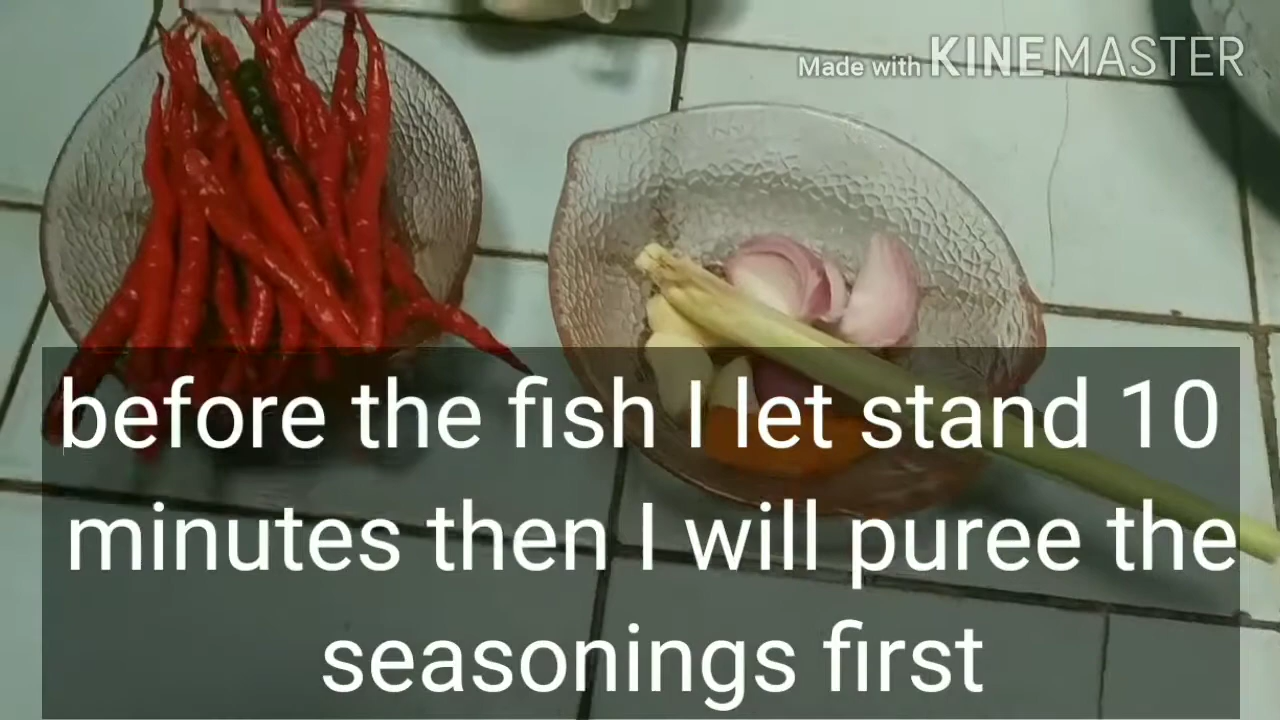 Made with KINEMASTER
before the fish I let stand 10
minutes then I will puree the
seasonings first